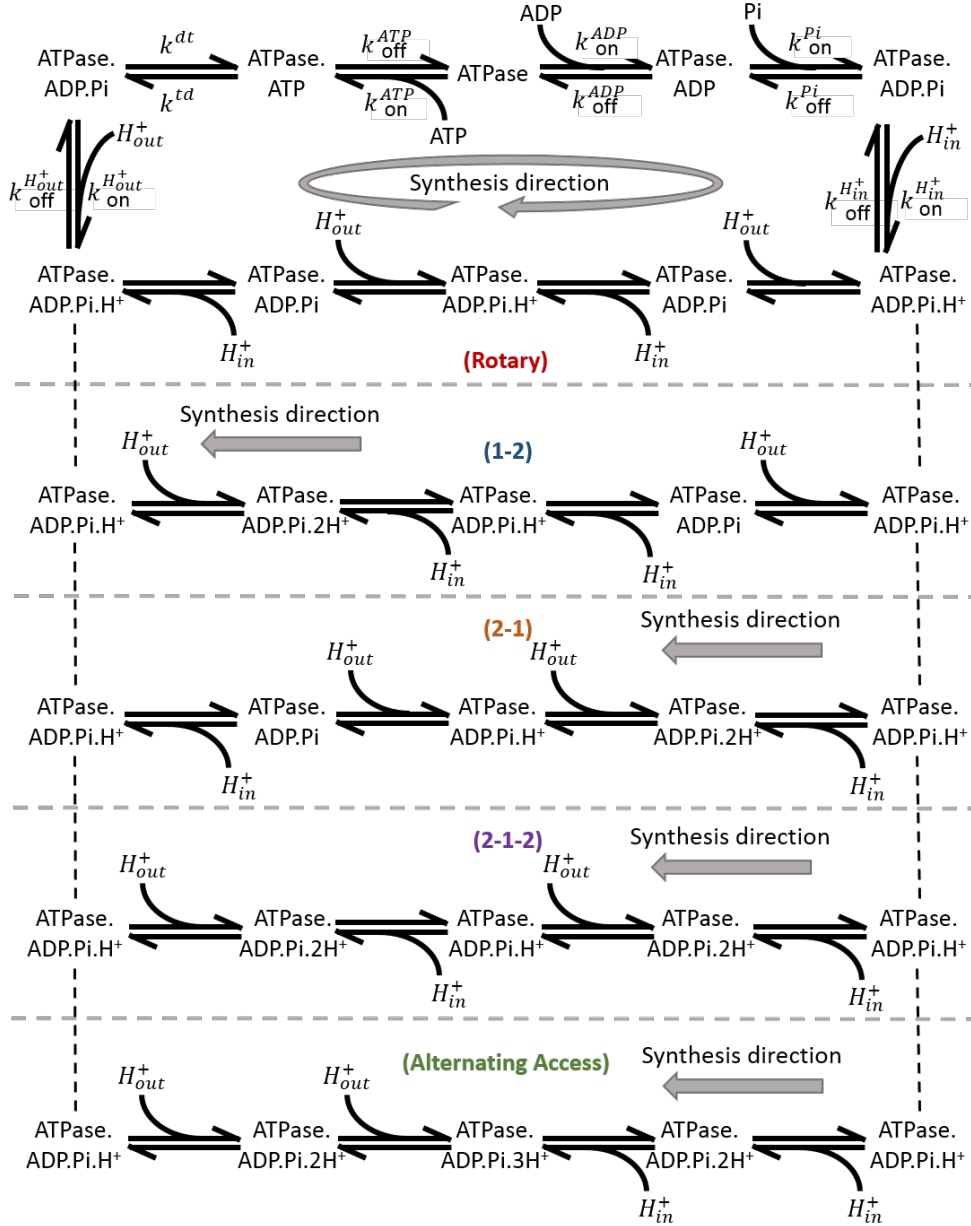 ADP Pi
ATPase. ADP.Pi k^{dt} k^{td} ATPase. ATP k^{ATP}_{off} k^{ATP}_{on} ATP ATPase k^{ADP}_{on} k^{ADP}_{off} ATPase. ADP k^{Pi}_{on} k^{Pi}_{off} ATPase. ADP.Pi
H^+_{out} H^+_{in}
k^{H^+_{out}}_{off} k^{H^+_{out}}_{on} Synthesis direction k^{H^+_{in}}_{off} k^{H^+_{in}}_{on}
H^+_{out} H^+_{out}
ATPase. ATPase. ATPase. ATPase. ATPase.
ADP.Pi.H⁺ ADP.Pi ADP.Pi.H⁺ ADP.Pi ADP.Pi.H⁺
H^+_{in} H^+_{in}
(Rotary)
Synthesis direction
(1-2)
H^+_{out} H^+_{out}
ATPase. ATPase. ATPase. ATPase. ATPase.
ADP.Pi.H⁺ ADP.Pi.2H⁺ ADP.Pi.H⁺ ADP.Pi ADP.Pi.H⁺
H^+_{in} H^+_{in}
(2-1)
Synthesis direction
H^+_{out} H^+_{out}
ATPase. ATPase. ATPase. ATPase. ATPase.
ADP.Pi.H⁺ ADP.Pi ADP.Pi.H⁺ ADP.Pi.2H⁺ ADP.Pi.H⁺
H^+_{in} H^+_{in}
(2-1-2)
Synthesis direction
H^+_{out} H^+_{out}
ATPase. ATPase. ATPase. ATPase. ATPase.
ADP.Pi.H⁺ ADP.Pi.2H⁺ ADP.Pi.H⁺ ADP.Pi.2H⁺ ADP.Pi.H⁺
H^+_{in} H^+_{in}
(Alternating Access)
Synthesis direction
H^+_{out} H^+_{out}
ATPase. ATPase. ATPase. ATPase. ATPase.
ADP.Pi.H⁺ ADP.Pi.2H⁺ ADP.Pi.3H⁺ ADP.Pi.2H⁺ ADP.Pi.H⁺
H^+_{in} H^+_{in}